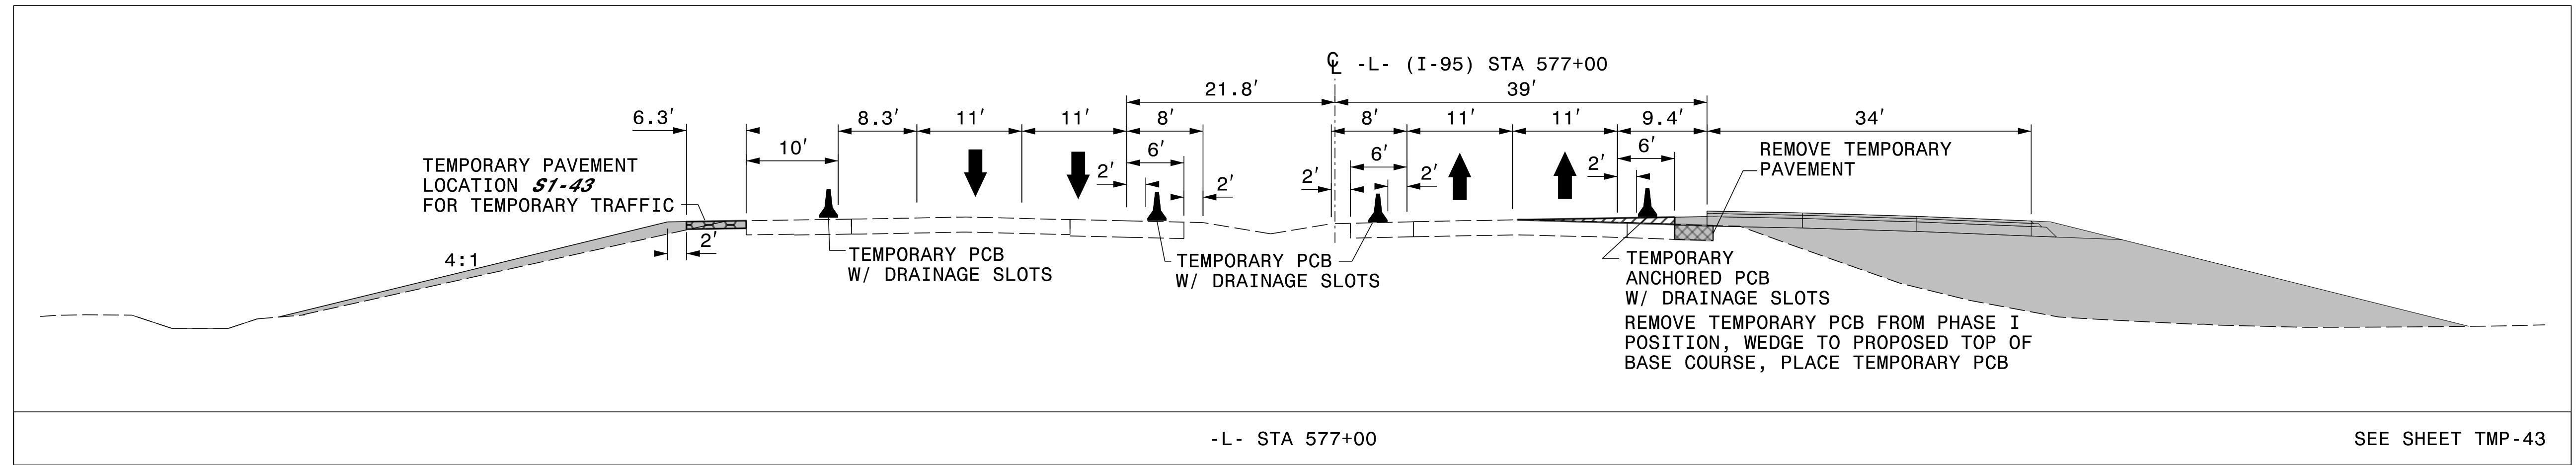 ℄ -L- (I-95) STA 577+00
21.8′
39′
6.3′
8.3′
11′
11′
8′
8′
11′
11′
9.4′
34′
10′
6′
6′
6′
2′
2′
2′
2′
2′
TEMPORARY PAVEMENT
LOCATION S1-43
FOR TEMPORARY TRAFFIC
REMOVE TEMPORARY
PAVEMENT
4:1
2′
TEMPORARY PCB
W/ DRAINAGE SLOTS
TEMPORARY PCB
W/ DRAINAGE SLOTS
TEMPORARY
ANCHORED PCB
W/ DRAINAGE SLOTS
REMOVE TEMPORARY PCB FROM PHASE I
POSITION, WEDGE TO PROPOSED TOP OF
BASE COURSE, PLACE TEMPORARY PCB
-L- STA 577+00
SEE SHEET TMP-43